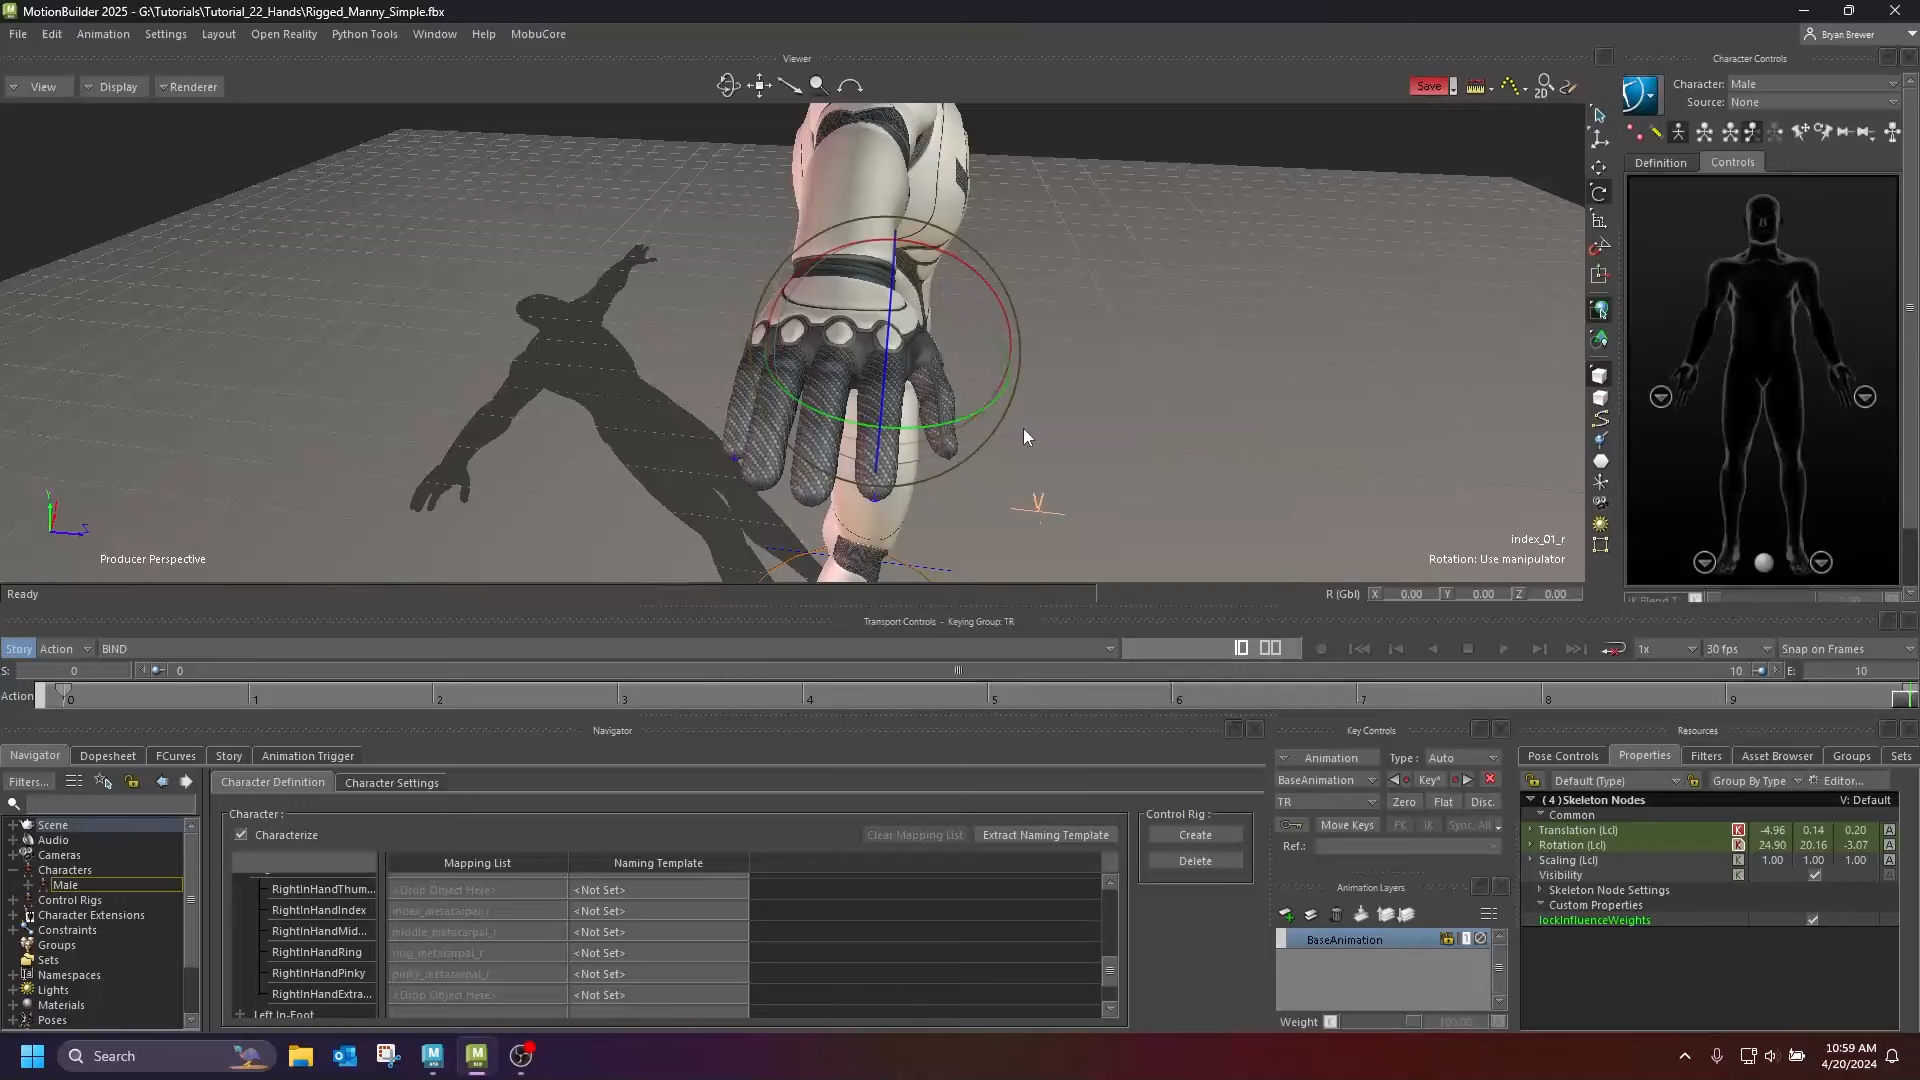 MotionBuilder 2025 - G:\Tutorials\Tutorial_22_Hands\Rigged_Manny_Simple.fbx
File Edit Animation Settings Layout Open Reality Python Tools Window Help MobuCore
Bryan Brewer
Viewer
Character Controls
View Display Renderer
Save
2D
Character: Male
Source: None
Definition Controls
Y
Z
Producer Perspective
index_01_r
Rotation: Use manipulator
Ready
R (Gbl) X 0.00 Y 0.00 Z 0.00
Transport Controls - Keying Group: TR
Story Action BIND
1x 30 fps Snap on Frames
S: 0 0 10 E: 10
Action 0 1 2 3 4 5 6 7 8 9
Navigator
Key Controls
Resources
Navigator Dopesheet FCurves Story Animation Trigger
Filters...
Scene
Audio
Cameras
Characters
Male
Control Rigs
Character Extensions
Constraints
Groups
Sets
Namespaces
Lights
Materials
Poses
Character Definition Character Settings
Character :
Characterize
Clear Mapping List Extract Naming Template
Mapping List Naming Template
RightInHandThum... <Drop Object Here> <Not Set>
RightInHandIndex index_metacarpal_r <Not Set>
RightInHandMid... middle_metacarpal_r <Not Set>
RightInHandRing ring_metacarpal_r <Not Set>
RightInHandPinky pinky_metacarpal_r <Not Set>
RightInHandExtra... <Drop Object Here> <Not Set>
Left In-Foot
Control Rig :
Create
Delete
Animation Type : Auto
BaseAnimation Key*
TR Zero Flat Disc.
Move Keys FK IK Sync. All
Ref.:
Animation Layers
BaseAnimation 1
Weight K 100.00
Pose Controls Properties Filters Asset Browser Groups Sets
Default (Type) Group By Type Editor...
( 4 )Skeleton Nodes V: Default
Common
Translation (Lcl) K -4.96 0.14 0.20 A
Rotation (Lcl) K 24.90 20.16 -3.07 A
Scaling (Lcl) K 1.00 1.00 1.00 A
Visibility K A
Skeleton Node Settings
Custom Properties
lockInfluenceWeights
Search
10:59 AM
4/20/2024